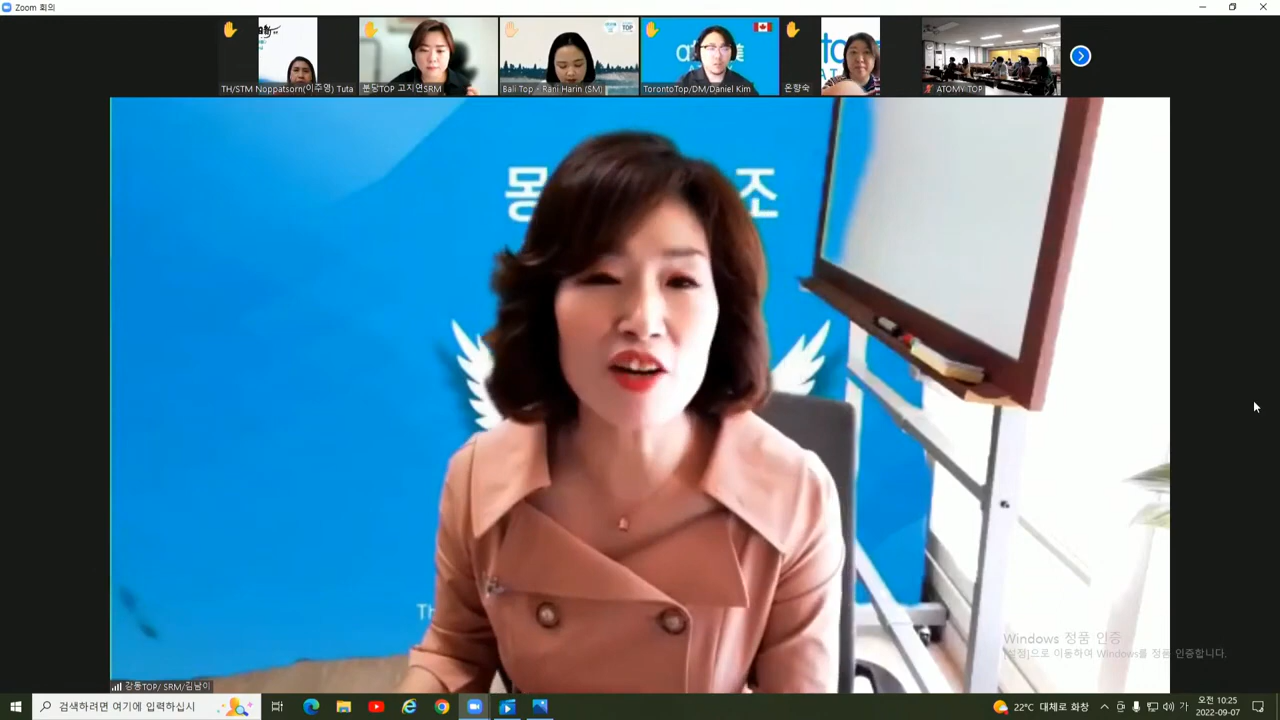 Zoom 회의
TH/STM Noppatsorn(이주영) Tuta
분당TOP 고지연SRM
Bali Top - Rani Harin (SM)
TorontoTop/DM/Daniel Kim
온향숙
ATOMY TOP
TOP
몽
조
강동TOP/ SRM/김남이
Windows 정품 인증
[설정]으로 이동하여 Windows를 정품 인증합니다.
검색하려면 여기에 입력하십시
22°C 대체로 화창
가
오전 10:25
2022-09-07